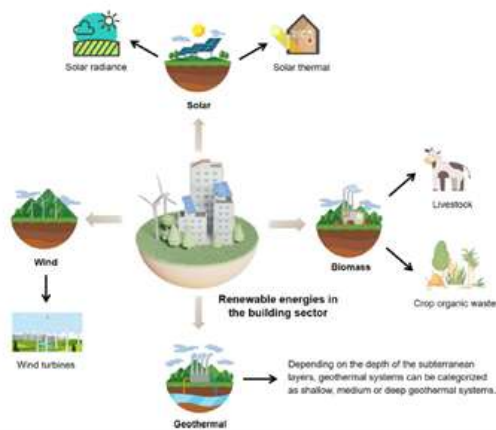 Solar radiance
Solar thermal
Solar
Livestock
Wind
Biomass
Crop organic waste
Renewable energies in
the building sector
Wind turbines
Depending on the depth of the subterranean
layers, geothermal systems can be categorized
as shallow, medium or deep geothermal systems.
Geothermal